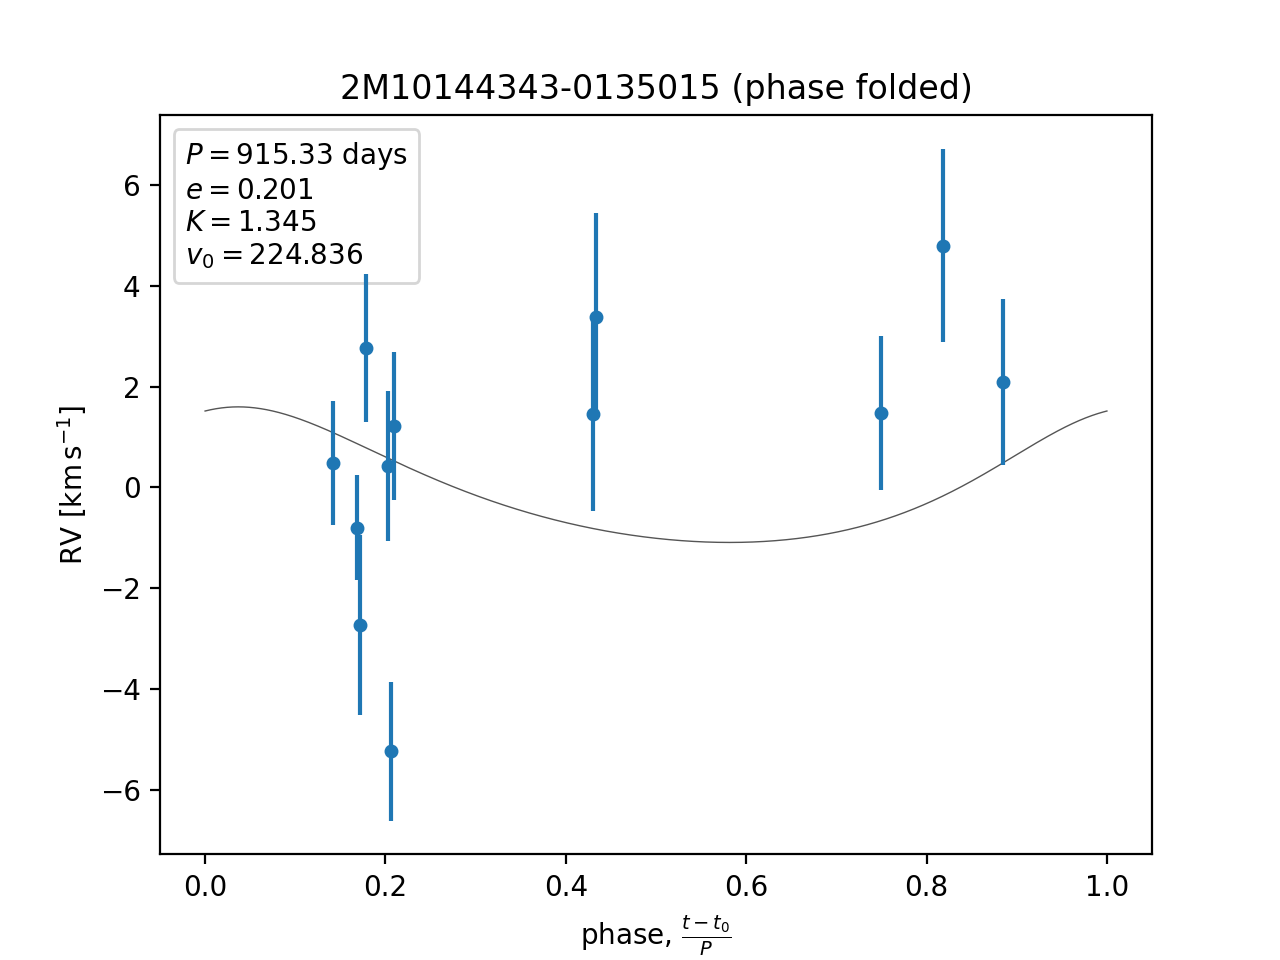 2M10144343-0135015 (phase folded)
P = 915.33 days
e = 0.201
K = 1.345
v₀ = 224.836
RV [km s⁻¹]
6
4
2
0
−2
−4
−6
0.0 0.2 0.4 0.6 0.8 1.0
phase, (t − t₀)/P